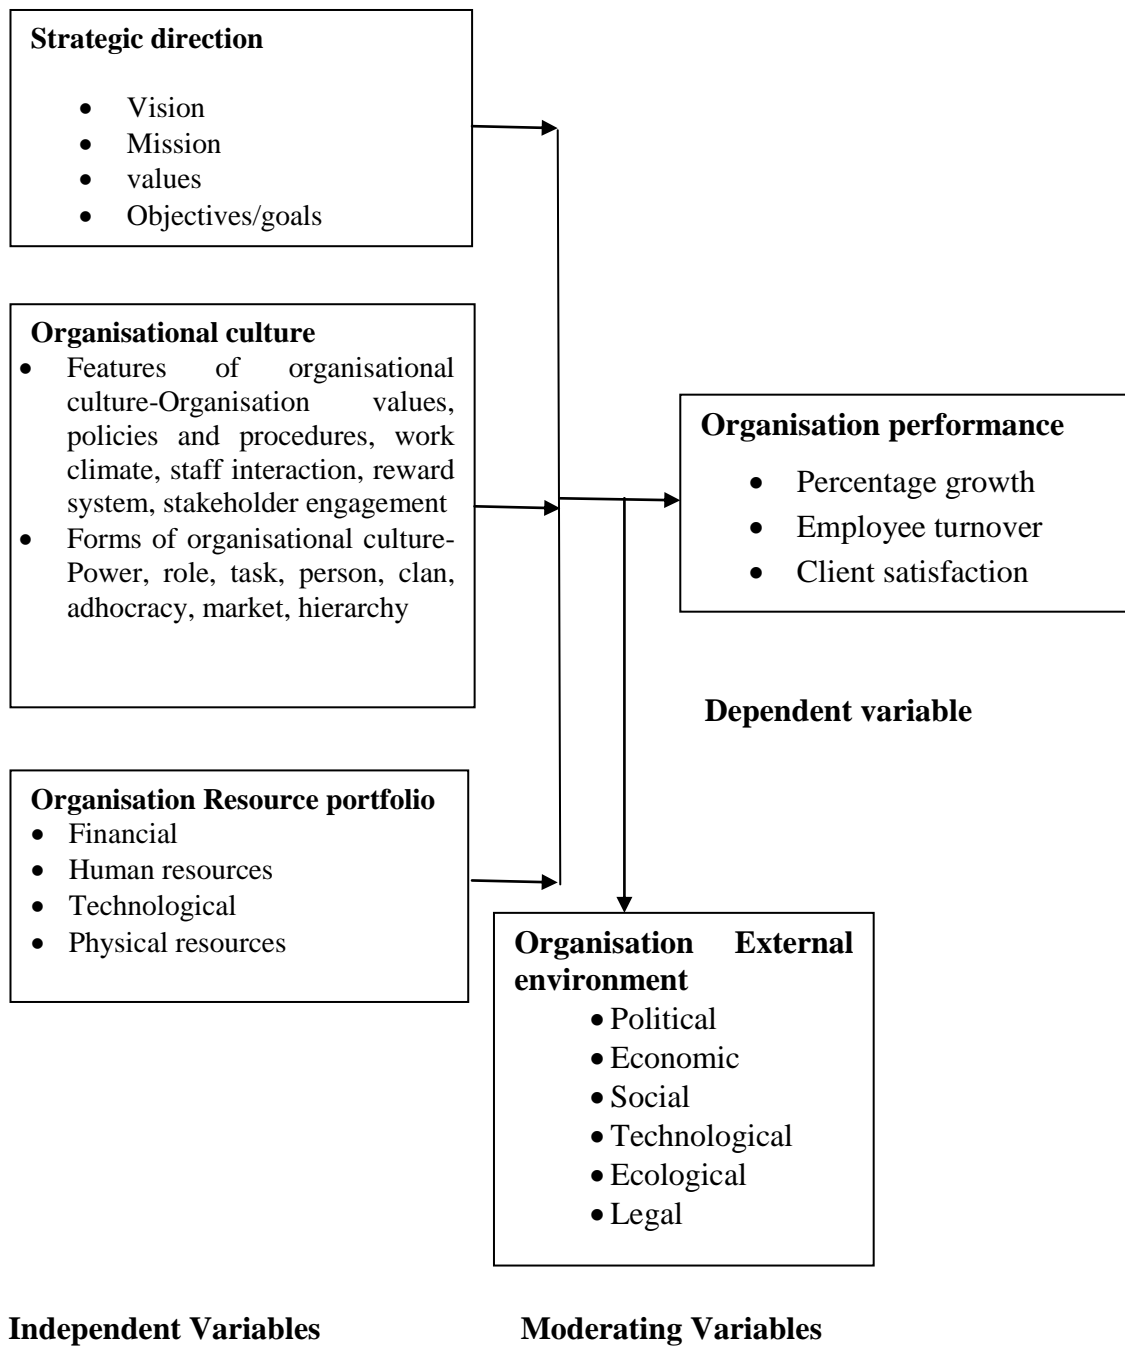 Strategic direction
• Vision
• Mission
• values
• Objectives/goals
Organisational culture
• Features of organisational
culture-Organisation values,
policies and procedures, work
climate, staff interaction, reward
system, stakeholder engagement
• Forms of organisational culture-
Power, role, task, person, clan,
adhocracy, market, hierarchy
Organisation performance
• Percentage growth
• Employee turnover
• Client satisfaction
Dependent variable
Organisation Resource portfolio
• Financial
• Human resources
• Technological
• Physical resources
Organisation External
environment
• Political
• Economic
• Social
• Technological
• Ecological
• Legal
Independent Variables
Moderating Variables